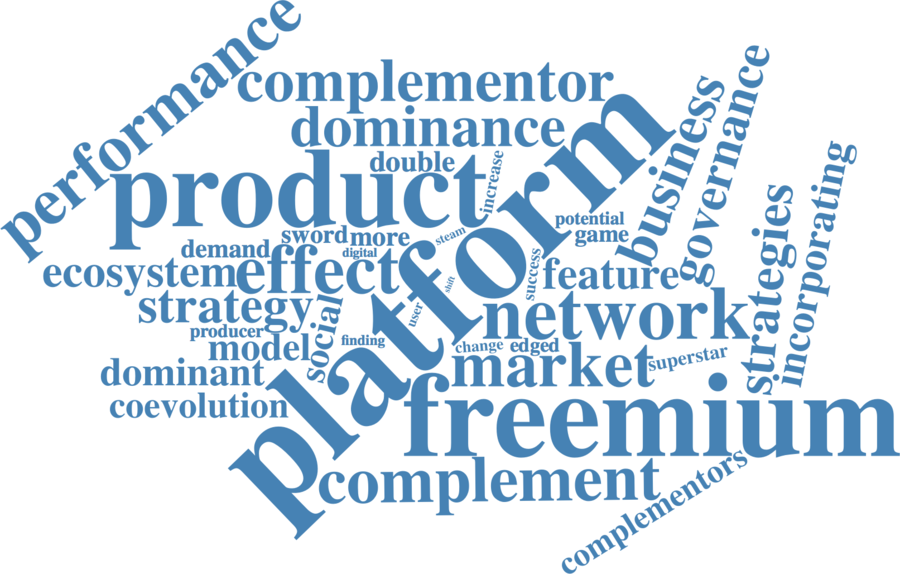 performance
complementor
dominance
double
product
increase
platform
business
governance
potential
game
sword
more
steam
demand
digital
ecosystem
effect
success
feature
strategies
incorporating
strategy
social
user
shift
network
producer
model
finding
change
edged
market
superstar
dominant
coevolution
freemium
complement
complementors